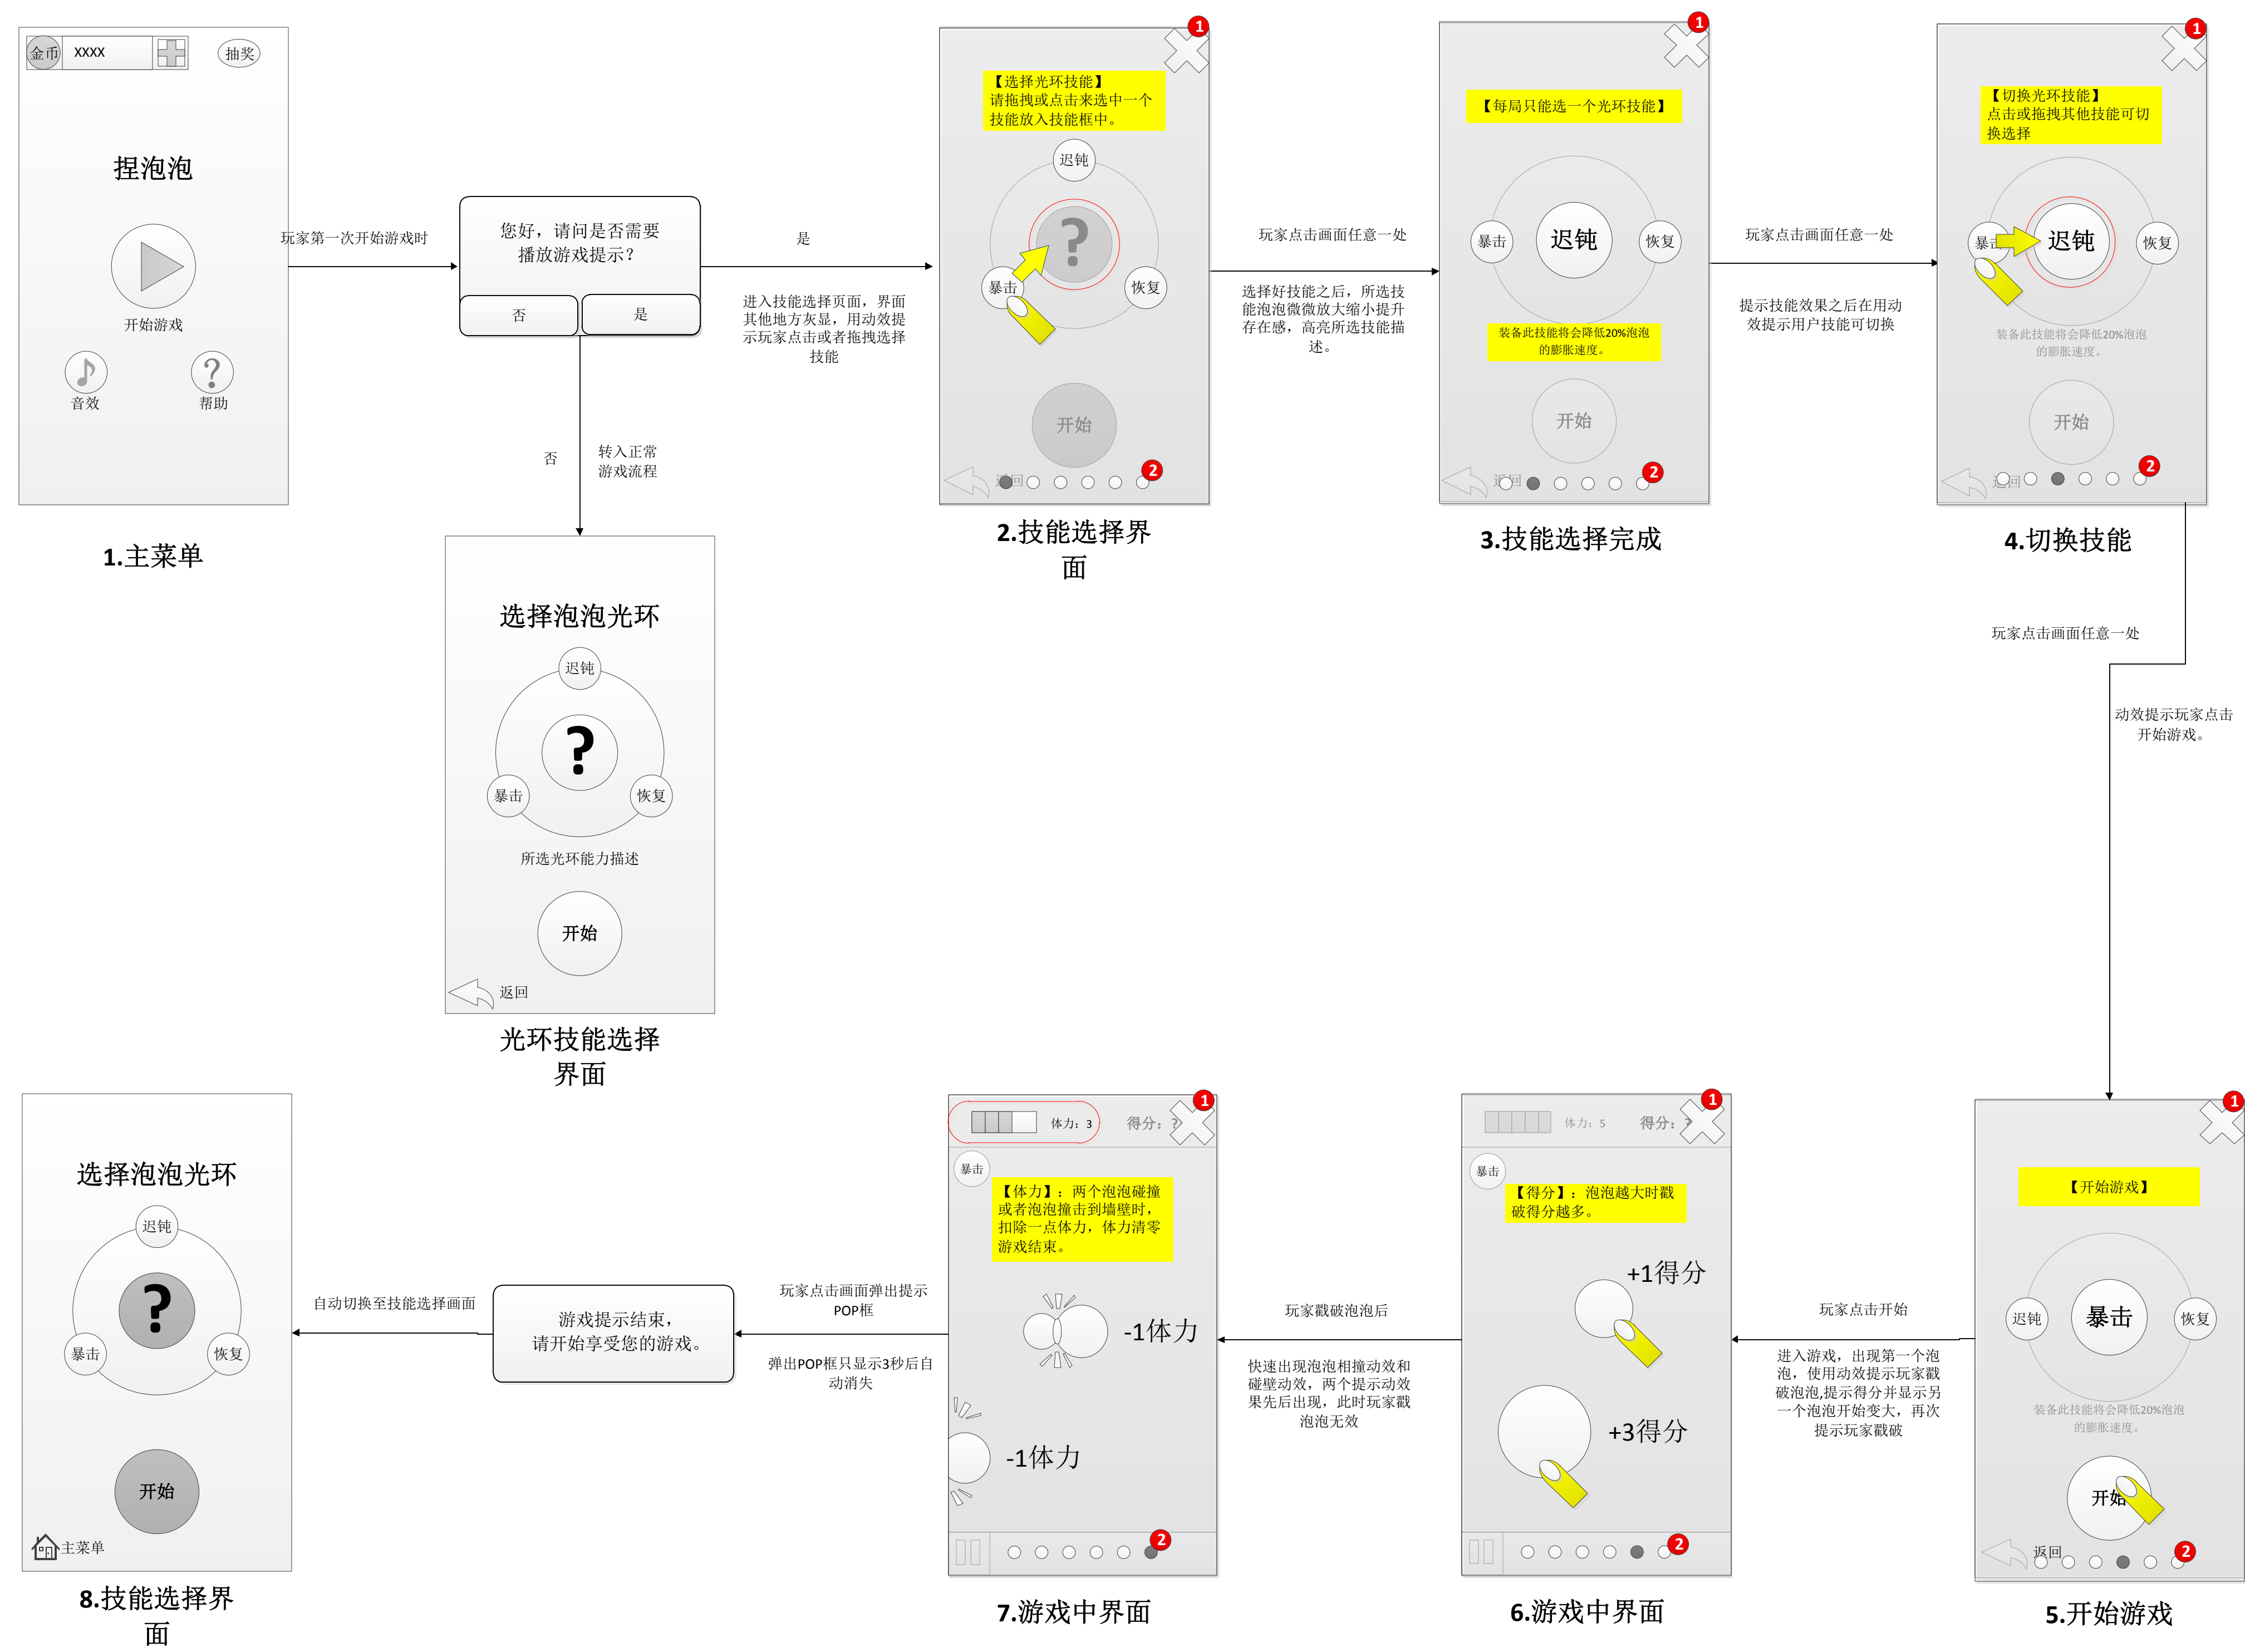 金币
XXXX
抽奖
捏泡泡
开始游戏
音效
帮助
1.主菜单
玩家第一次开始游戏时
您好，请问是否需要
播放游戏提示？
否
是
是
进入技能选择页面，界面
其他地方灰显，用动效提
示玩家点击或者拖拽选择
技能
否
转入正常
游戏流程
选择泡泡光环
迟钝
?
暴击
恢复
所选光环能力描述
开始
返回
光环技能选择
界面
1
【选择光环技能】
请拖拽或点击来选中一个
技能放入技能框中。
迟钝
?
暴击
恢复
开始
返回
2
2.技能选择界
面
玩家点击画面任意一处
选择好技能之后，所选技
能泡泡微微放大缩小提升
存在感，高亮所选技能描
述。
1
【每局只能选一个光环技能】
暴击
迟钝
恢复
装备此技能将会降低20%泡泡
的膨胀速度。
开始
返回
2
3.技能选择完成
玩家点击画面任意一处
提示技能效果之后在用动
效提示用户技能可切换
1
【切换光环技能】
点击或拖拽其他技能可切
换选择
暴击
迟钝
恢复
装备此技能将会降低20%泡泡
的膨胀速度。
开始
返回
2
4.切换技能
玩家点击画面任意一处
动效提示玩家点击
开始游戏。
1
【开始游戏】
迟钝
暴击
恢复
装备此技能将会降低20%泡泡
的膨胀速度。
开始
返回
2
5.开始游戏
玩家点击开始
进入游戏，出现第一个泡
泡，使用动效提示玩家戳
破泡泡,提示得分并显示另
一个泡泡开始变大，再次
提示玩家戳破
1
体力：5
得分：?
暴击
【得分】：泡泡越大时戳
破得分越多。
+1得分
+3得分
2
6.游戏中界面
玩家戳破泡泡后
快速出现泡泡相撞动效和
碰壁动效，两个提示动效
果先后出现，此时玩家戳
泡泡无效
1
体力：3
得分：?
暴击
【体力】：两个泡泡碰撞
或者泡泡撞击到墙壁时，
扣除一点体力，体力清零
游戏结束。
-1体力
-1体力
2
7.游戏中界面
玩家点击画面弹出提示
POP框
弹出POP框只显示3秒后自
动消失
游戏提示结束，
请开始享受您的游戏。
自动切换至技能选择画面
选择泡泡光环
迟钝
?
暴击
恢复
开始
主菜单
8.技能选择界
面